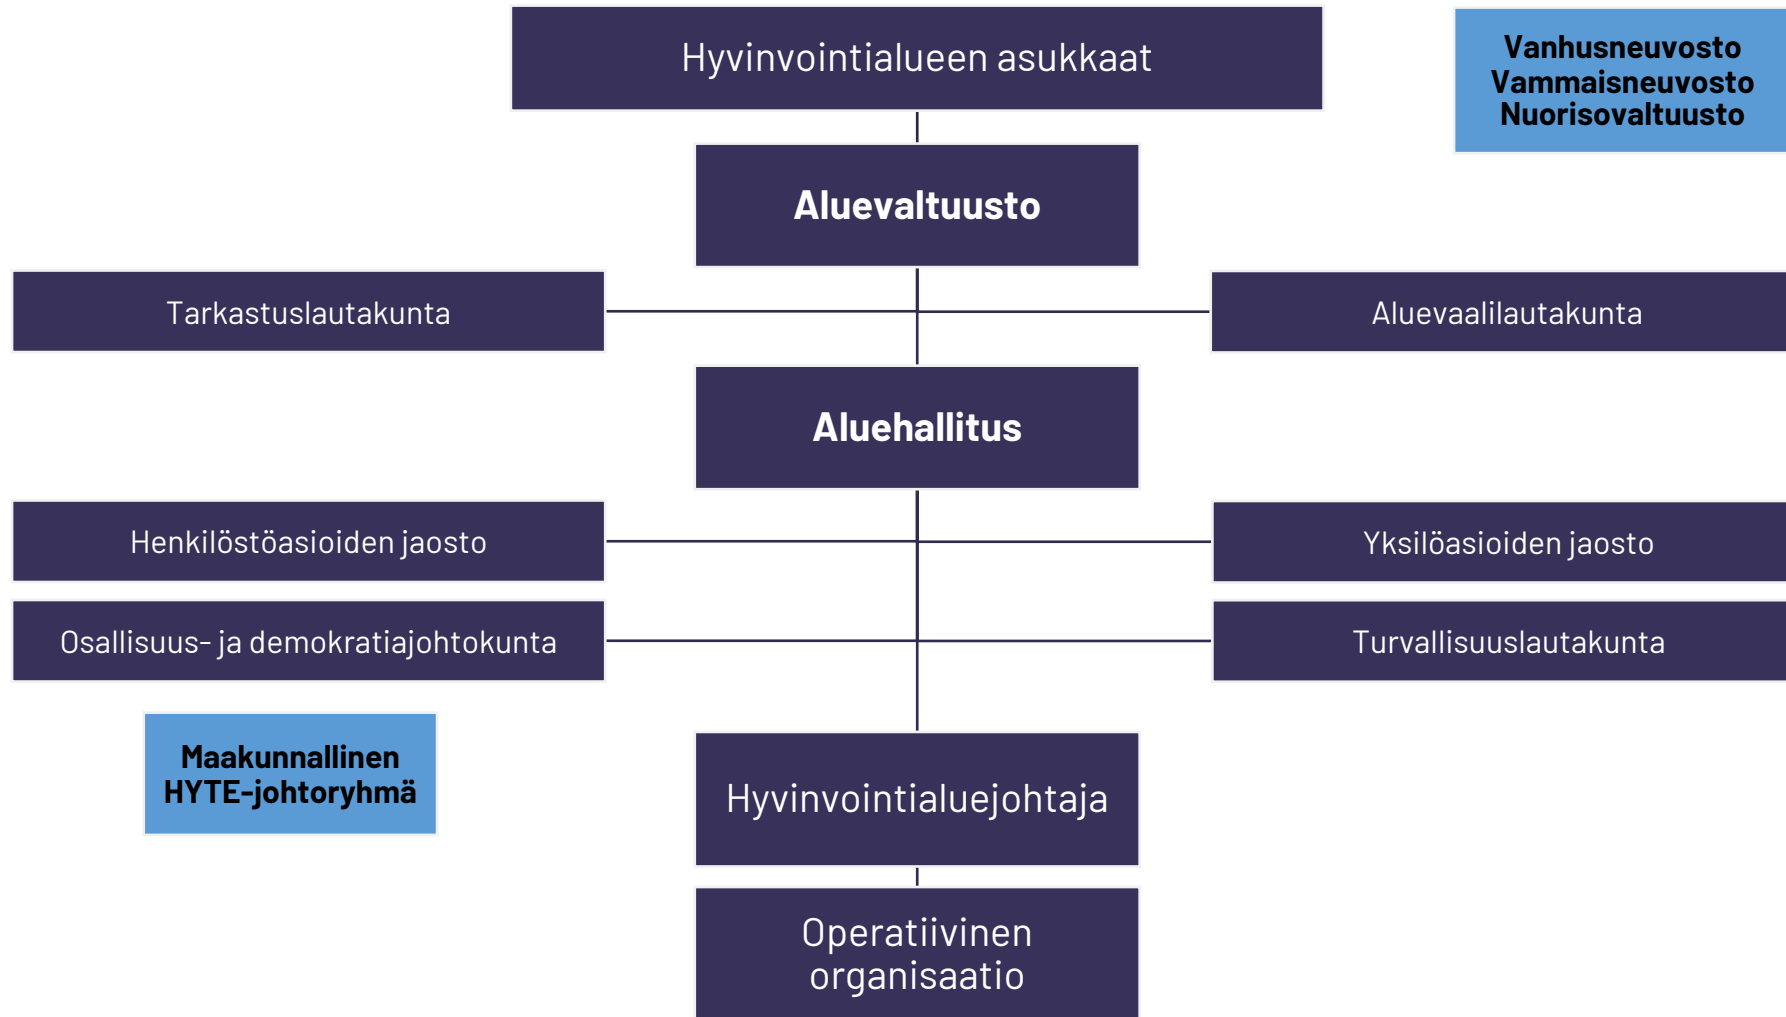 Hyvinvointialueen asukkaat
Vanhusneuvosto
Vammaisneuvosto
Nuorisovaltuusto
Aluevaltuusto
Tarkastuslautakunta
Aluevaalilautakunta
Aluehallitus
Henkilöstöasioiden jaosto
Yksilöasioiden jaosto
Osallisuus- ja demokratiajohtokunta
Turvallisuuslautakunta
Maakunnallinen
HYTE-johtoryhmä
Hyvinvointialuejohtaja
Operatiivinen
organisaatio